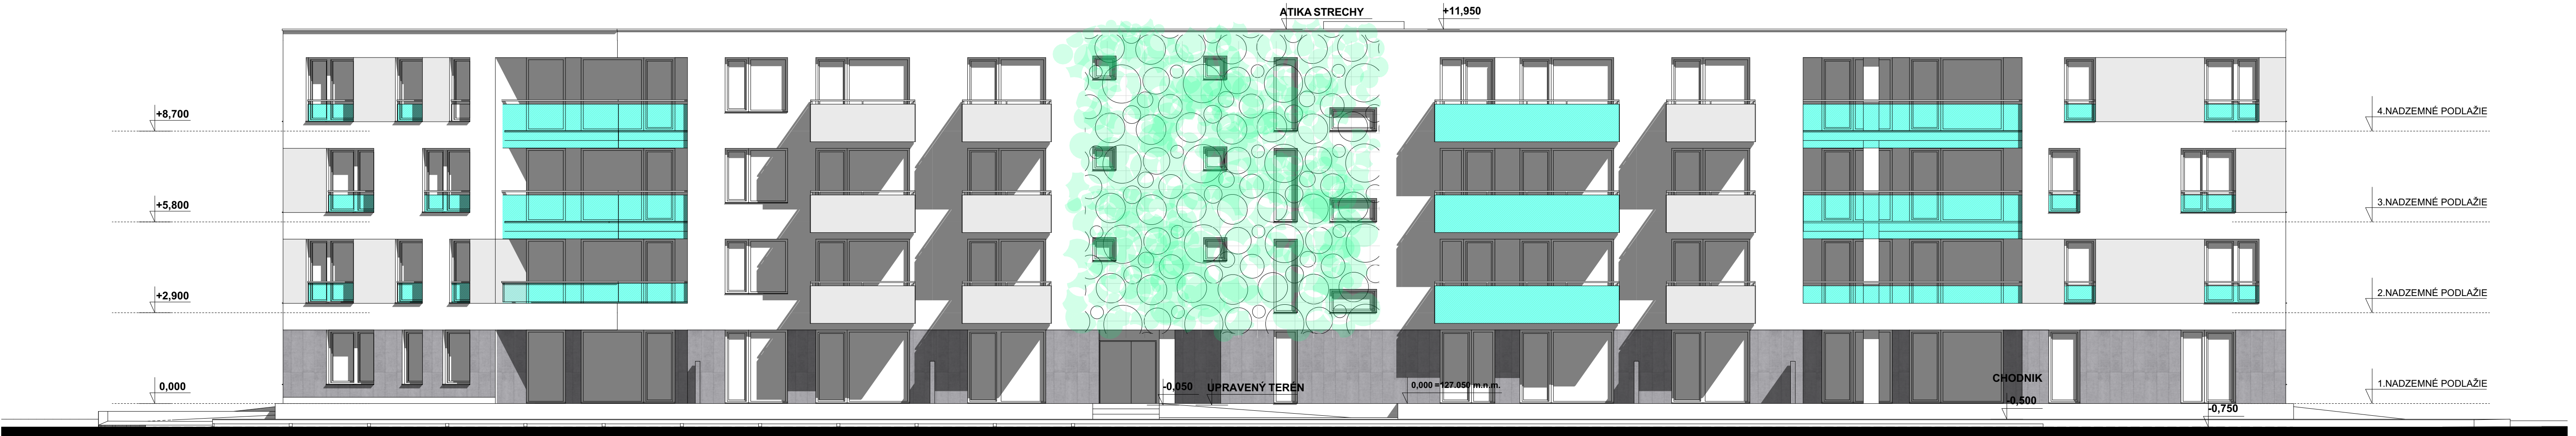 ATIKA STRECHY
+11,950
+8,700
4.NADZEMNÉ PODLAŽIE
+5,800
3.NADZEMNÉ PODLAŽIE
+2,900
2.NADZEMNÉ PODLAŽIE
0,000
-0,050
UPRAVENÝ TERÉN
0,000 =127.050 m.n.m.
CHODNIK
-0,500
1.NADZEMNÉ PODLAŽIE
-0,750